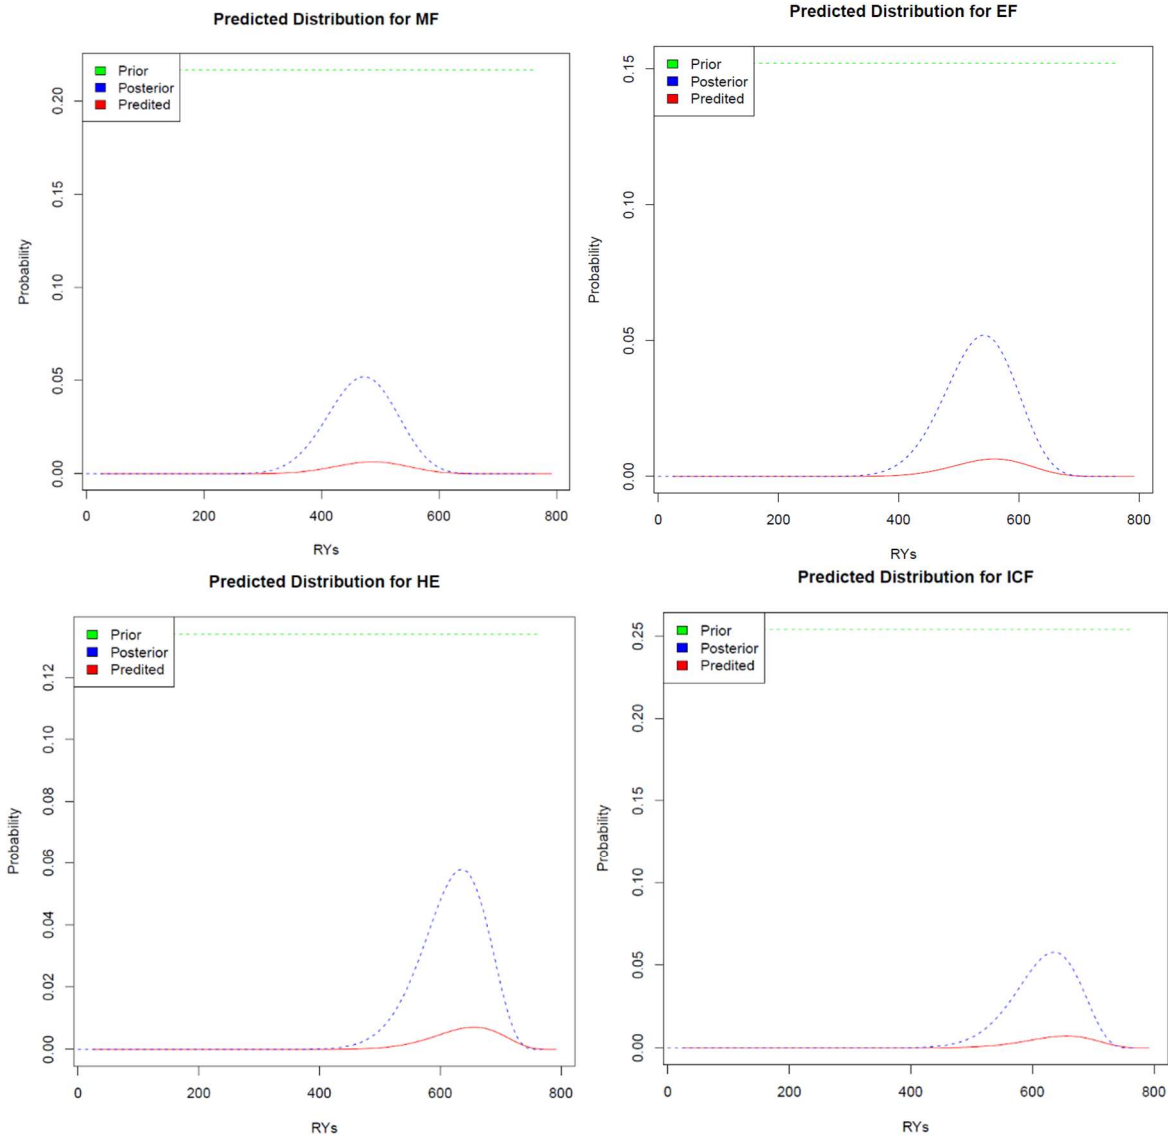 Predicted Distribution for MF
Prior
Posterior
Predited
0.20
0.15
0.10
0.05
0.00
Probability
0 200 400 600 800
RYs
Predicted Distribution for EF
Prior
Posterior
Predited
0.15
0.10
0.05
0.00
Probability
0 200 400 600 800
RYs
Predicted Distribution for HE
Prior
Posterior
Predited
0.12
0.10
0.08
0.06
0.04
0.02
0.00
Probability
0 200 400 600 800
RYs
Predicted Distribution for ICF
Prior
Posterior
Predited
0.25
0.20
0.15
0.10
0.05
0.00
Probability
0 200 400 600 800
RYs